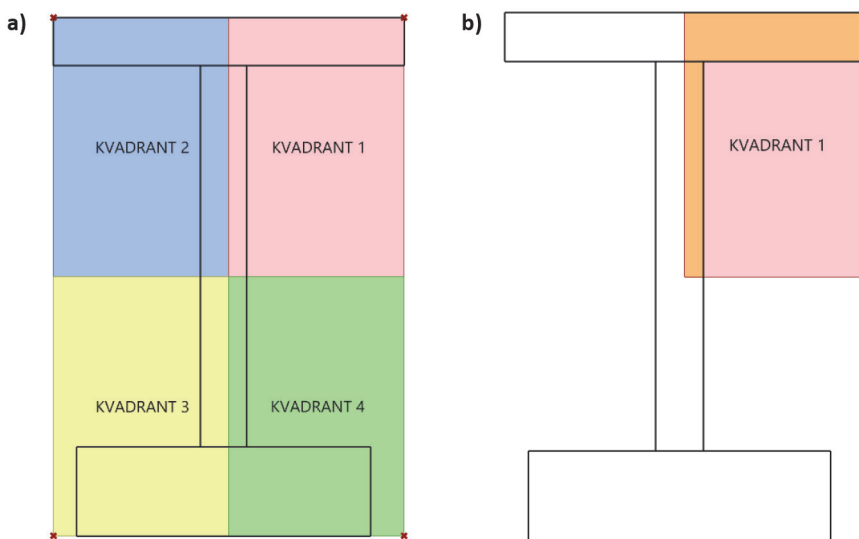 a)
b)
KVADRANT 2
KVADRANT 1
KVADRANT 1
KVADRANT 3
KVADRANT 4